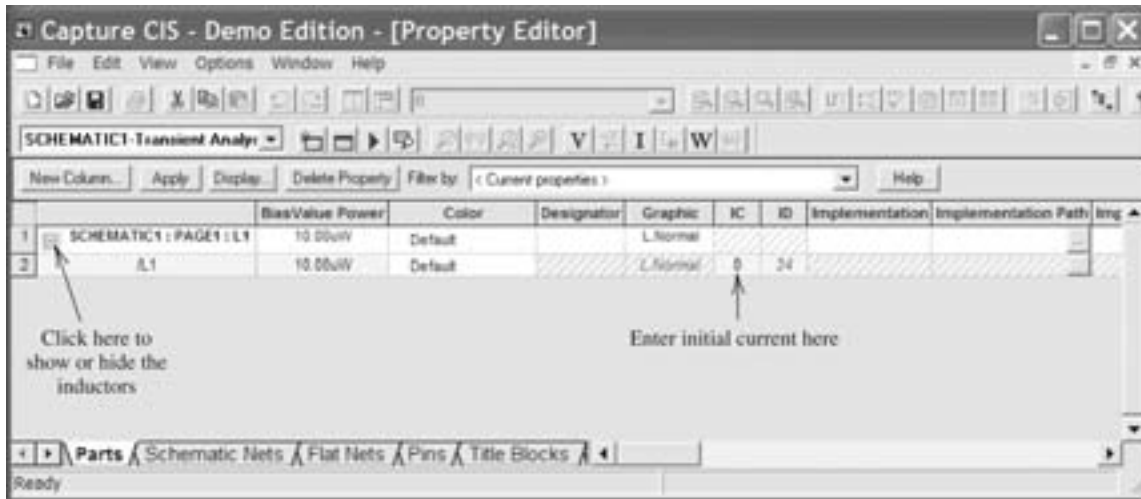 Capture CIS - Demo Edition - [Property Editor]
File Edit View Options Window Help
SCHEMATIC1-Transient Analy
V I W
New Column... Apply Display... Delete Property Filter by: < Current properties > Help
BiasValue Power Color Designator Graphic IC ID Implementation Implementation Path
1 SCHEMATIC1 : PAGE1 : L1 10.00uW Default L.Normal
2 /L1 10.00uW Default L.Normal 0 24
Click here to
show or hide the
inductors
Enter initial current here
Parts Schematic Nets Flat Nets Pins Title Blocks
Ready